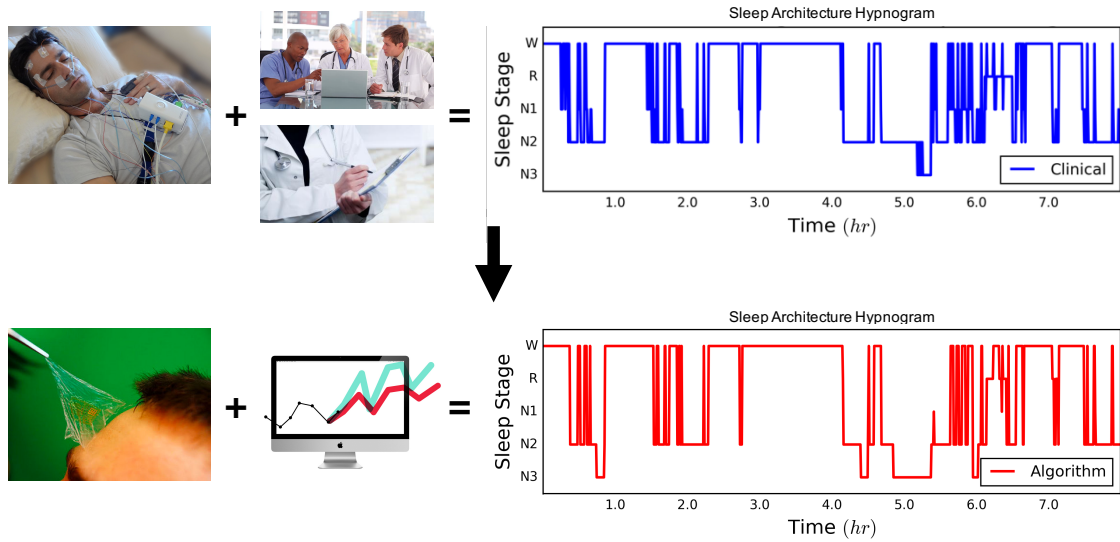 Sleep Architecture Hypnogram
Sleep Stage
W
R
N1
N2
N3
Clinical
1.0 2.0 3.0 4.0 5.0 6.0 7.0
Time (hr)
+
=
Sleep Architecture Hypnogram
Sleep Stage
W
R
N1
N2
N3
Algorithm
1.0 2.0 3.0 4.0 5.0 6.0 7.0
Time (hr)
+
=